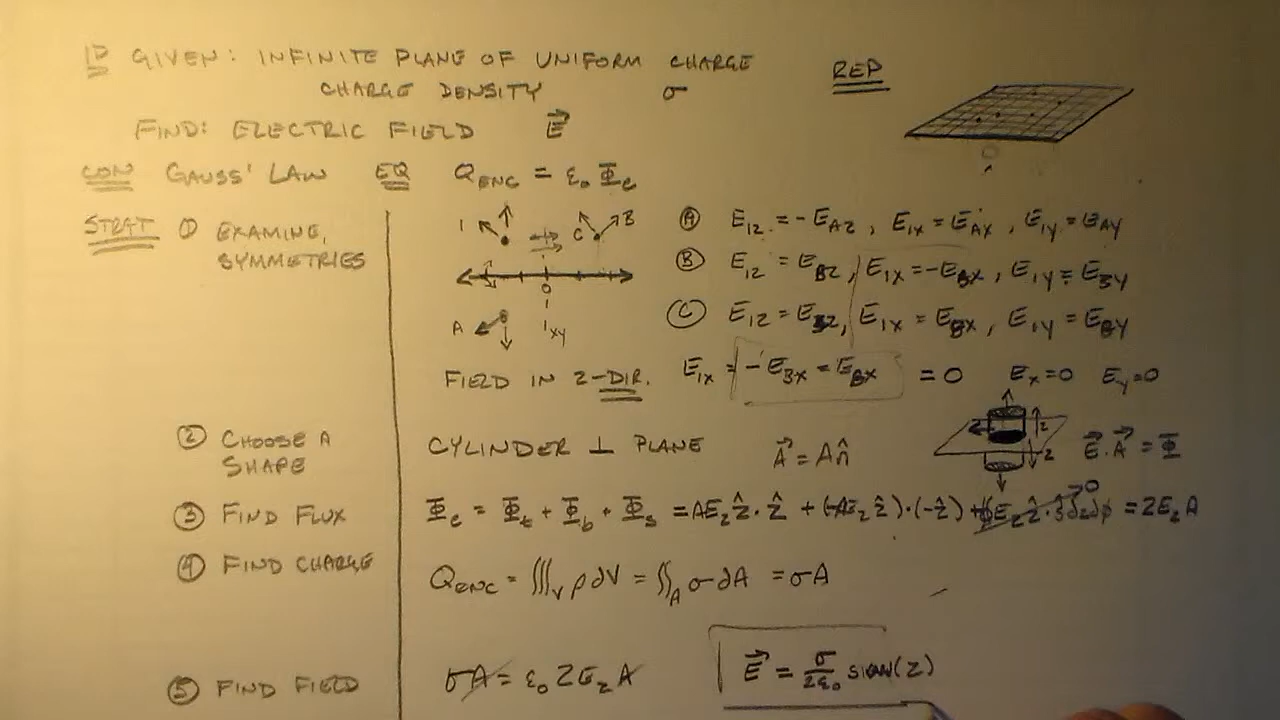 ID GIVEN: INFINITE PLANE OF UNIFORM CHARGE
CHARGE DENSITY σ
REP
FIND: ELECTRIC FIELD E⃗
CON GAUSS' LAW EQ Q_ENC = ε₀ Φ_e
STRAT ① EXAMINE, SYMMETRIES
1 C B
0
A 1 xy
Ⓐ E_1Z = -E_AZ, E_1X = E_AX, E_1Y = E_AY
Ⓑ E_1Z = E_BZ, E_1X = -E_BX, E_1Y = E_BY
Ⓒ E_1Z = E_BZ, E_1X = E_BX, E_1Y = E_BY
FIELD IN Z-DIR. E_1X = -E_BX = E_BX = 0 E_X=0 E_Y=0
② CHOOSE A SHAPE
CYLINDER ⊥ PLANE A⃗ = An̂
z
z
E⃗·A⃗ = Φ
③ FIND FLUX Φ_e = Φ_t + Φ_b + Φ_s = AE_z ẑ·ẑ + (AE_z ẑ)·(-ẑ) + = 2E_z A
0
④ FIND CHARGE Q_ENC = ∭_V ρ∂V = ∬_A σ∂A = σA
⑤ FIND FIELD σA = ε₀ 2E_z A E⃗ = σ/2ε₀ SIGN(Z)